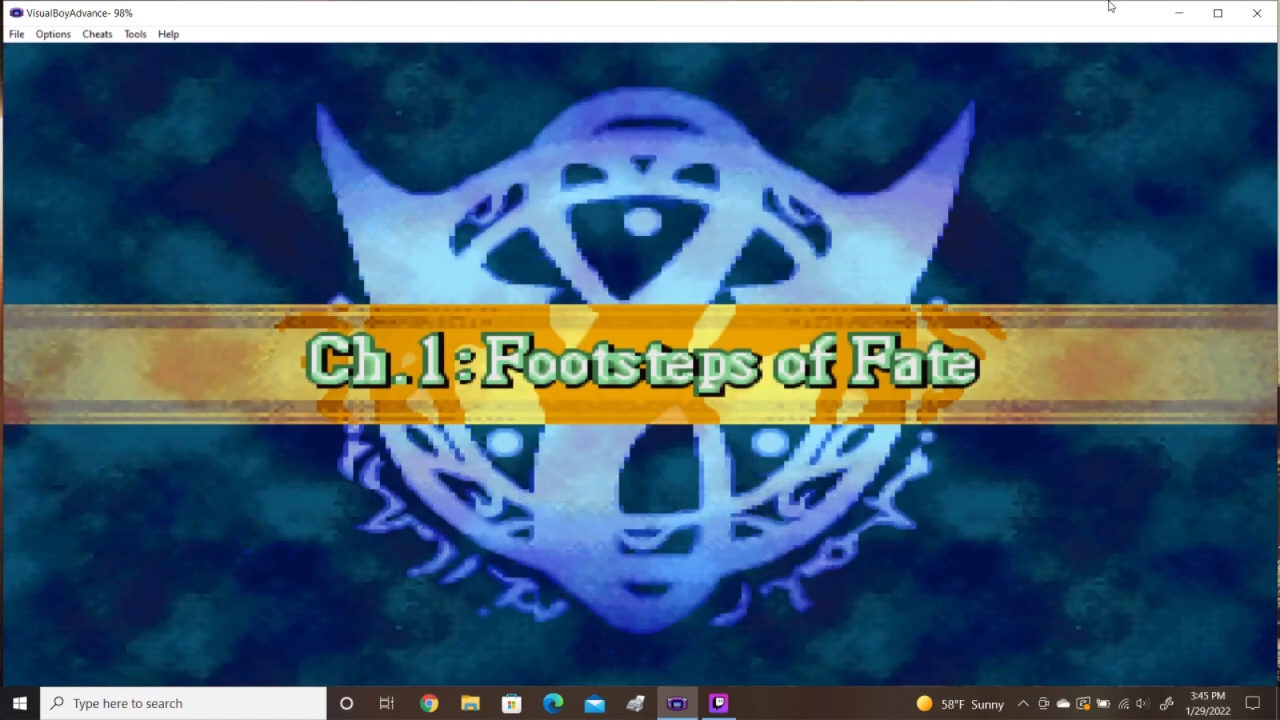 VisualBoyAdvance- 98%
File Options Cheats Tools Help
Ch.1:Footsteps of Fate
Type here to search
58°F Sunny
3:45 PM
1/29/2022